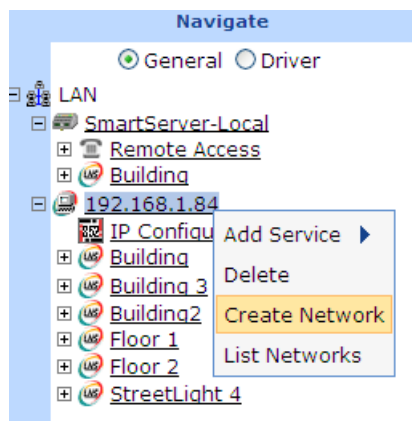 Navigate
General Driver
LAN
SmartServer-Local
Remote Access
Building
192.168.1.84
IP Configu
Building
Building 3
Building2
Floor 1
Floor 2
StreetLight 4
Add Service
Delete
Create Network
List Networks